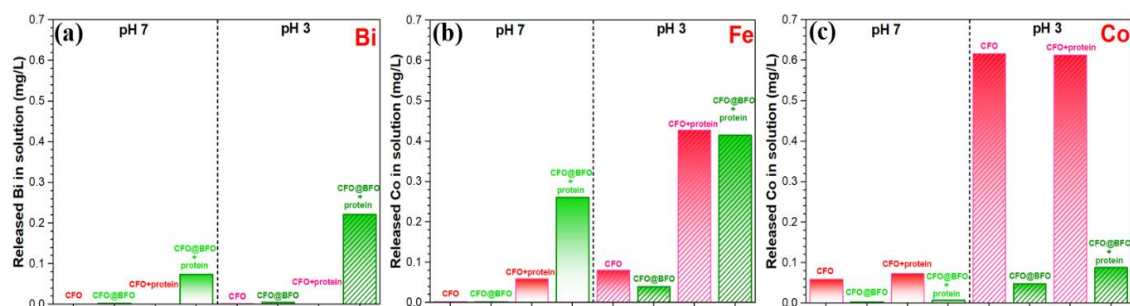 (a)
pH 7
pH 3
Bi
Released Bi in solution (mg/L)
0.7
0.6
0.5
0.4
0.3
0.2
0.1
0.0
CFO
CFO@BFO
CFO+protein
CFO@BFO
+
protein
CFO
CFO@BFO
CFO+protein
CFO@BFO
+
protein
(b)
pH 7
pH 3
Fe
Released Co in solution (mg/L)
0.7
0.6
0.5
0.4
0.3
0.2
0.1
0.0
CFO
CFO@BFO
CFO+protein
CFO@BFO
+
protein
CFO
CFO@BFO
CFO+protein
CFO@BFO
+
protein
(c)
pH 7
pH 3
Co
Released Co in solution (mg/L)
0.7
0.6
0.5
0.4
0.3
0.2
0.1
0.0
CFO
CFO@BFO
CFO+protein
CFO@BFO
+
protein
CFO
CFO@BFO
CFO+protein
CFO@BFO
+
protein